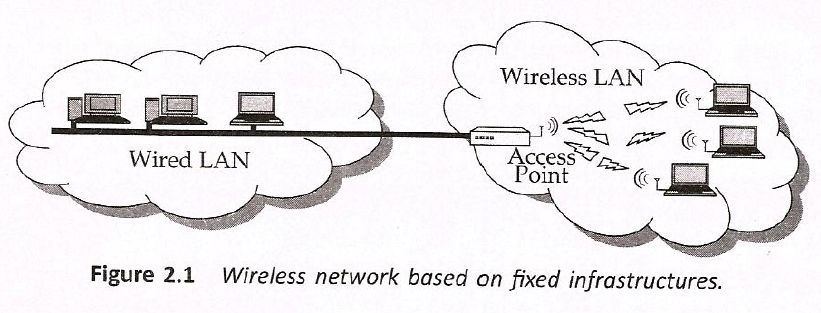 Wireless LAN
Wired LAN
Access
Point
Figure 2.1 Wireless network based on fixed infrastructures.